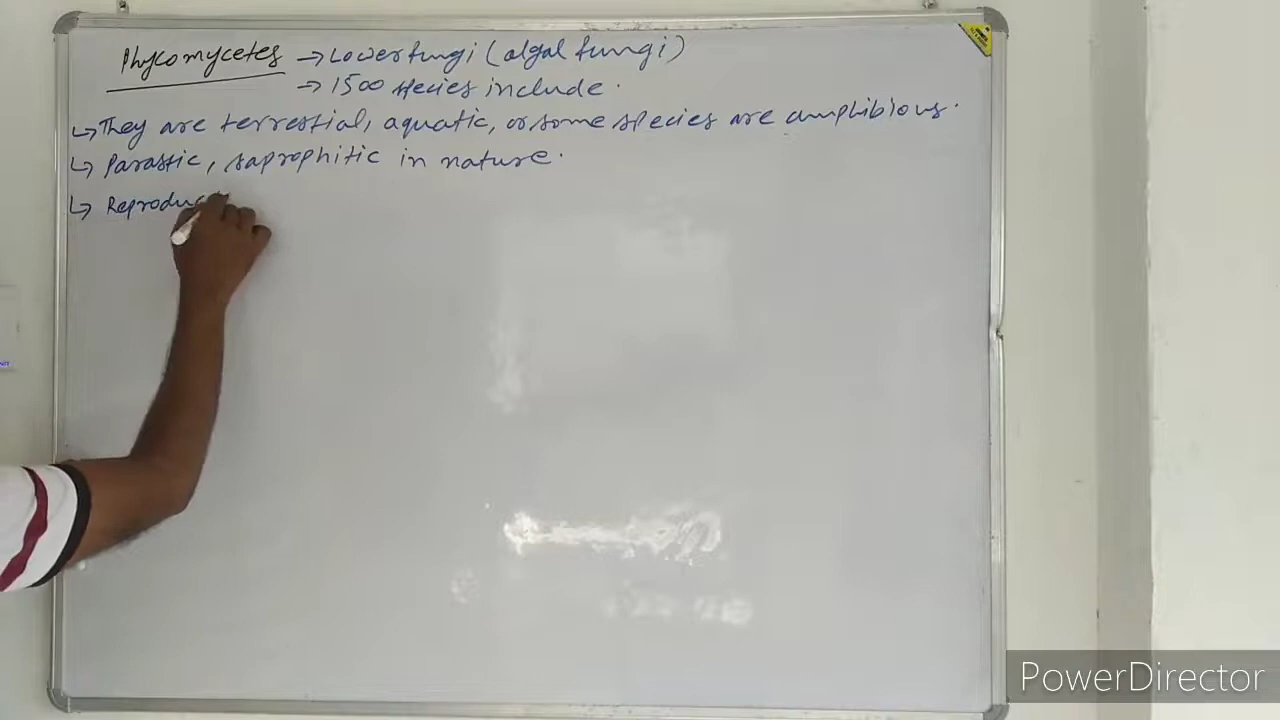 Phycomycetes → Lower fungi (algal fungi)
→ 1500 species include.
↳ They are terrestial, aquatic, or some species are amphibious.
↳ Parastic, saprophitic in nature.
↳ Reproduc
PowerDirector